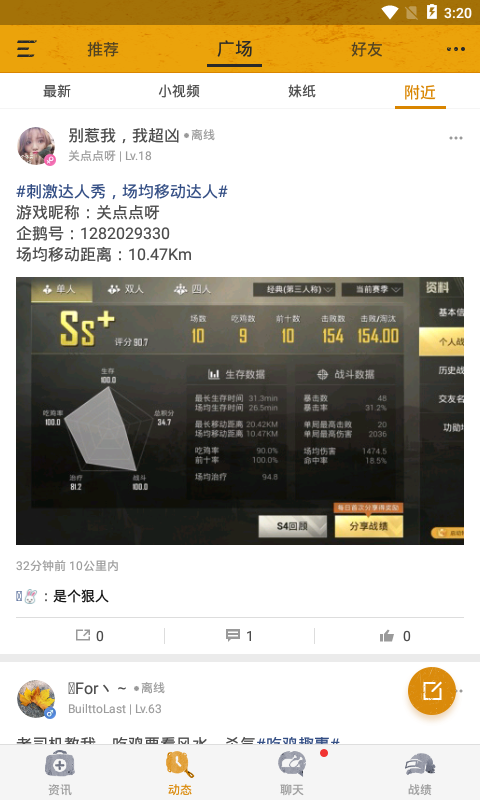 3:20
推荐 广场 好友
最新 小视频 妹纸 附近
别惹我，我超凶 离线
关点点呀 | Lv.18
#刺激达人秀，场均移动达人#
游戏昵称：关点点呀
企鹅号：1282029330
场均移动距离：10.47Km
单人 双人 四人 经典(第三人称) 当前赛季 资料
Ss+ 评分 90.7
场数 吃鸡数 前十数 击败数 击败/淘汰
10 9 10 154 154.00
基本信
个人战
历史战
交友名
生存 100.0
吃鸡率 100.0
总积分 34.7
治疗 81.2
战斗 100.0
生存数据
最长生存时间 31.3min
场均生存时间 26.5min
最长移动距离 20.42KM
场均移动距离 10.47KM
吃鸡率 90.0%
前十率 100.0%
场均治疗 94.8
战斗数据
暴击数 48
暴击率 31.2%
单局最高击败 20
单局最高伤害 2036
场均伤害 1474.5
命中率 18.5%
每日首次分享得奖励
S4回顾 分享战绩
32分钟前 10公里内
：是个狠人
0 1 0
For丶～ 离线
BuilttoLast | Lv.63
老司机教我，吃鸡要看风水，杀气#吃鸡趣事#
资讯 动态 聊天 战绩